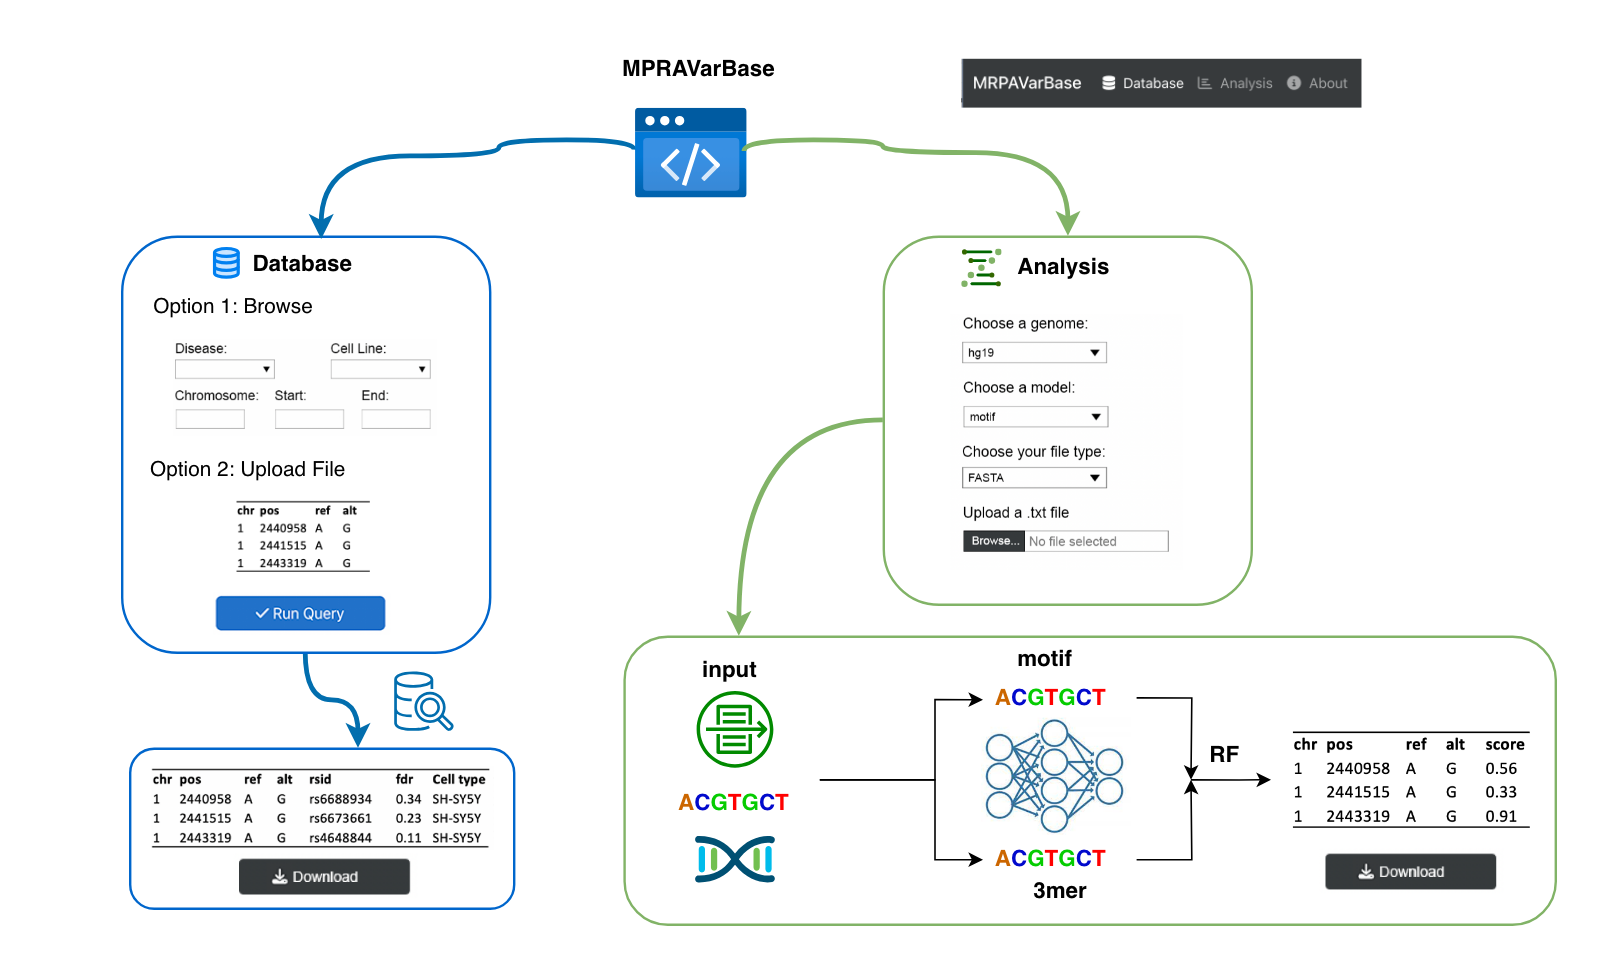 MPRAVarBase
MRPAVarBase Database Analysis About
Database
Option 1: Browse
Disease: Cell Line:
Chromosome: Start: End:
Option 2: Upload File
chr pos ref alt
1 2440958 A G
1 2441515 A G
1 2443319 A G
Run Query
chr pos ref alt rsid fdr Cell type
1 2440958 A G rs6688934 0.34 SH-SY5Y
1 2441515 A G rs6673661 0.23 SH-SY5Y
1 2443319 A G rs4648844 0.11 SH-SY5Y
Download
Analysis
Choose a genome:
hg19
Choose a model:
motif
Choose your file type:
FASTA
Upload a .txt file
Browse... No file selected
input
ACGTGCT
motif
ACGTGCT
ACGTGCT
3mer
RF
chr pos ref alt score
1 2440958 A G 0.56
1 2441515 A G 0.33
1 2443319 A G 0.91
Download